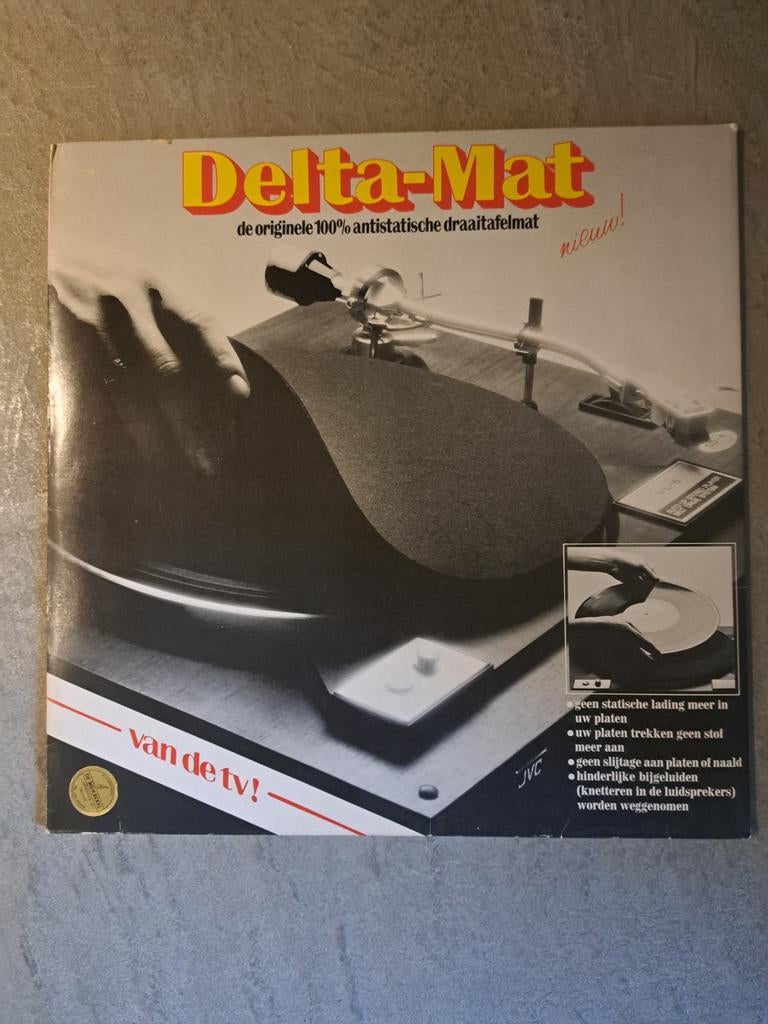 Delta-Mat
de originele 100% antistatische draaitafelmat
nieuw!
van de tv!
JVC
• geen statische lading meer in
uw platen
• uw platen trekken geen stof
meer aan
• geen slijtage aan platen of naald
• hinderlijke bijgeluiden
(knetteren in de luidsprekers)
worden weggenomen